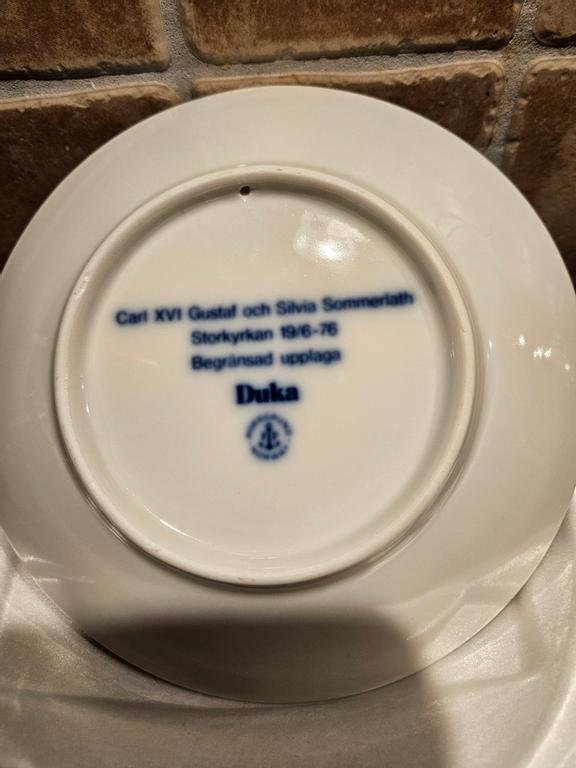 Carl XVI Gustaf och Silvia Sommerlath
Storkyrkan 19/6-76
Begränsad upplaga
Duka